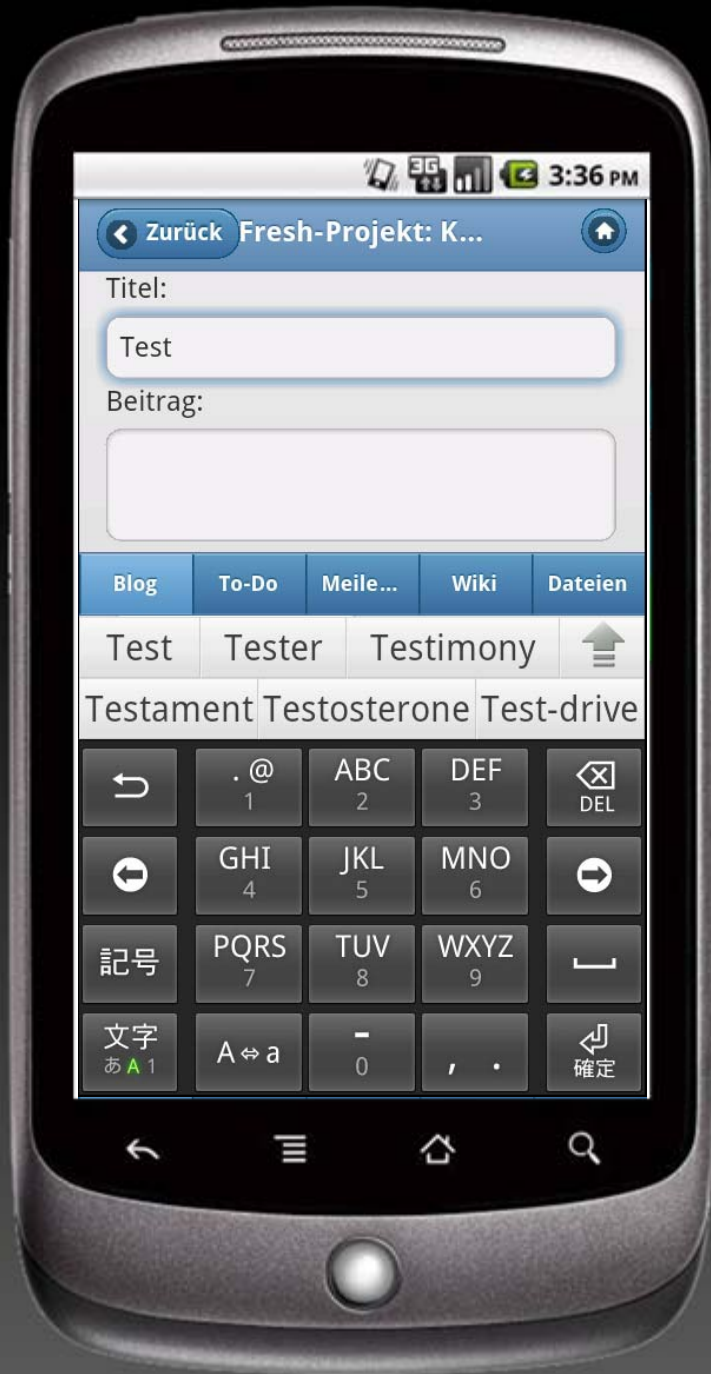 3G 3:36 PM
Zurück Fresh-Projekt: K...
Titel:
Test
Beitrag:
Blog To-Do Meile... Wiki Dateien
Test Tester Testimony
Testament Testosterone Test-drive
. @ ABC DEF
1 2 3 DEL
GHI JKL MNO
4 5 6
記号 PQRS TUV WXYZ
7 8 9
文字 A⇔a - , .
あA1 0 確定